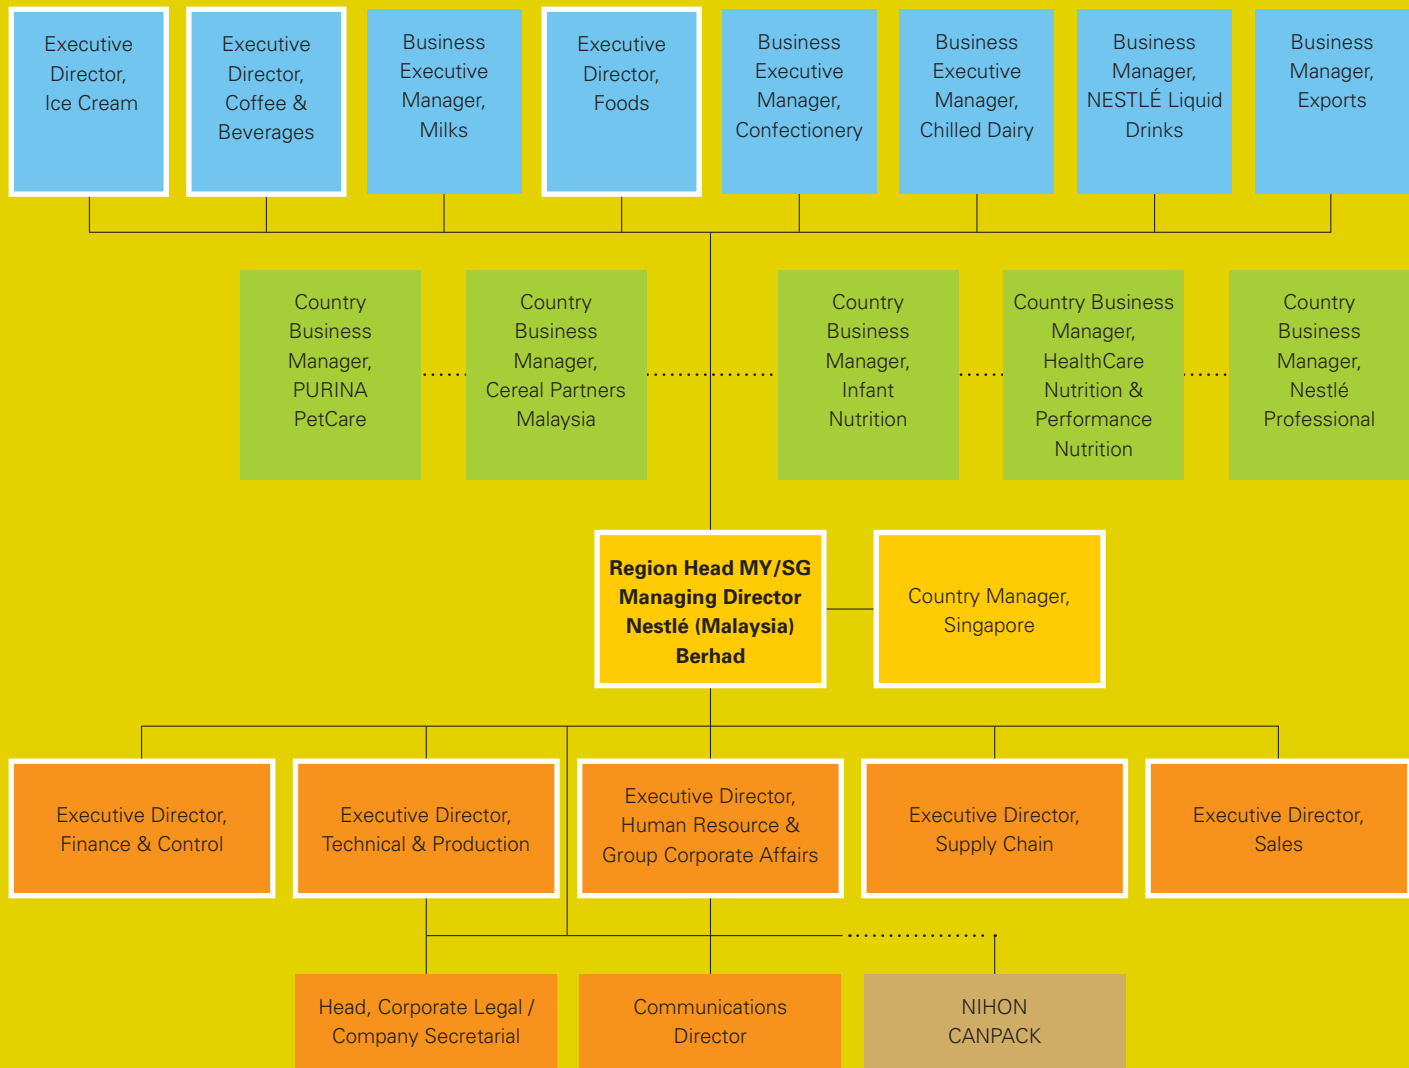 Executive
Director,
Ice Cream
Executive
Director,
Coffee &
Beverages
Business
Executive
Manager,
Milks
Executive
Director,
Foods
Business
Executive
Manager,
Confectionery
Business
Executive
Manager,
Chilled Dairy
Business
Manager,
NESTLÉ Liquid
Drinks
Business
Manager,
Exports
Country
Business
Manager,
PURINA
PetCare
Country
Business
Manager,
Cereal Partners
Malaysia
Country
Business
Manager,
Infant
Nutrition
Country Business
Manager,
HealthCare
Nutrition &
Performance
Nutrition
Country
Business
Manager,
Nestlé
Professional
Region Head MY/SG
Managing Director
Nestlé (Malaysia)
Berhad
Country Manager,
Singapore
Executive Director,
Finance & Control
Executive Director,
Technical & Production
Executive Director,
Human Resource &
Group Corporate Affairs
Executive Director,
Supply Chain
Executive Director,
Sales
Head, Corporate Legal /
Company Secretarial
Communications
Director
NIHON
CANPACK